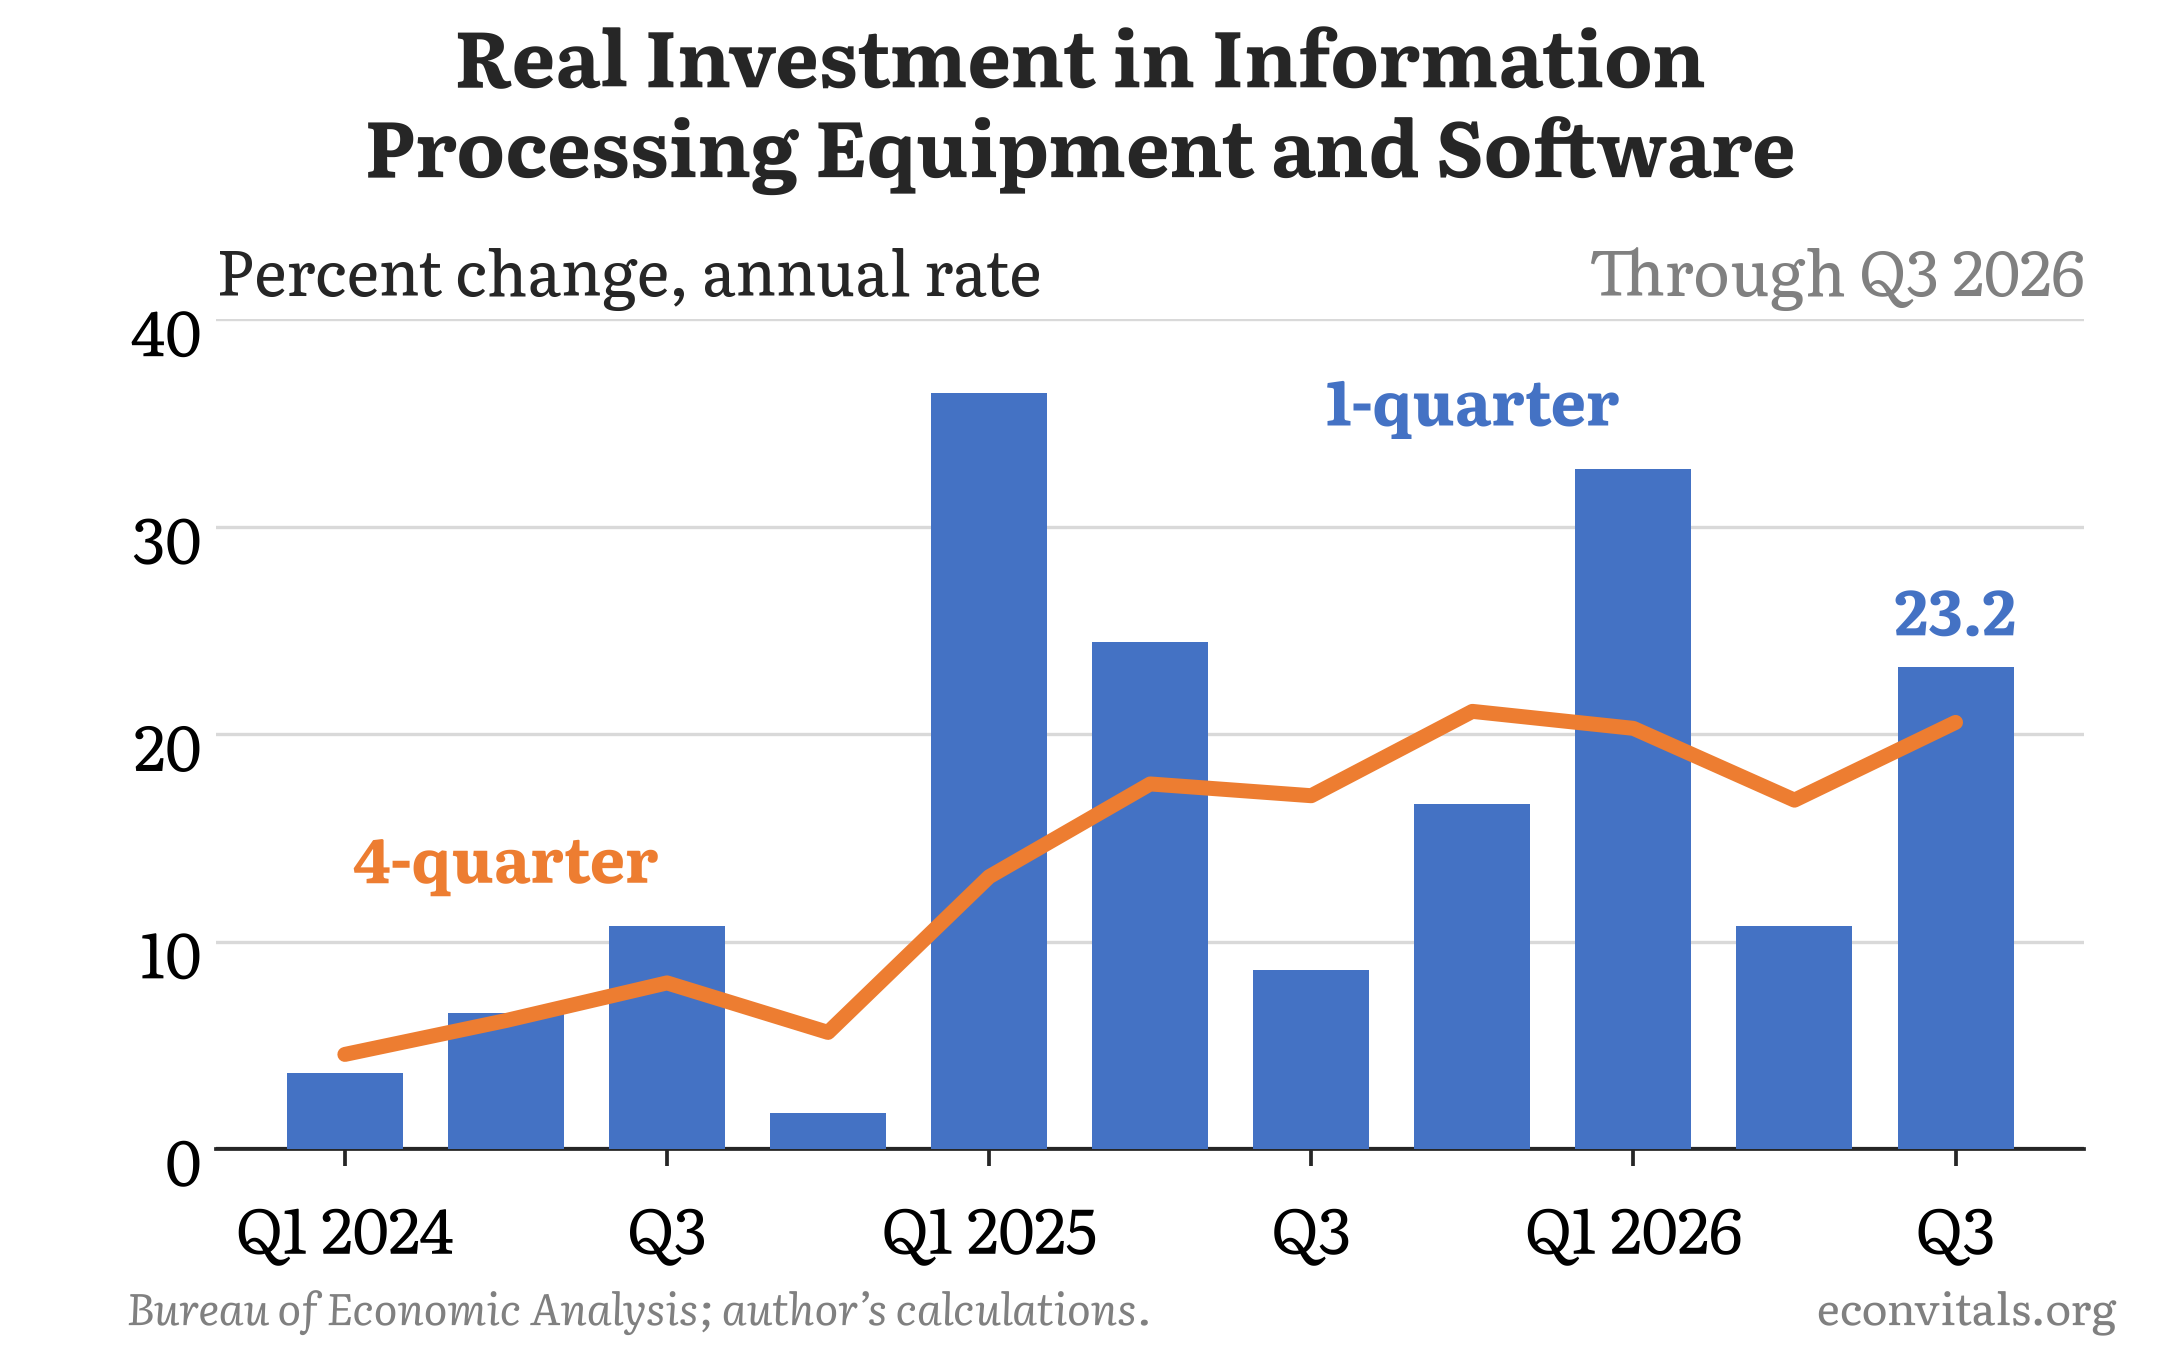 Real Investment in Information
Processing Equipment and Software
Percent change, annual rate
Through Q3 2026
40
30
20
10
0
1-quarter
23.2
4-quarter
Q1 2024
Q3
Q1 2025
Q3
Q1 2026
Q3
Bureau of Economic Analysis; author’s calculations.
econvitals.org